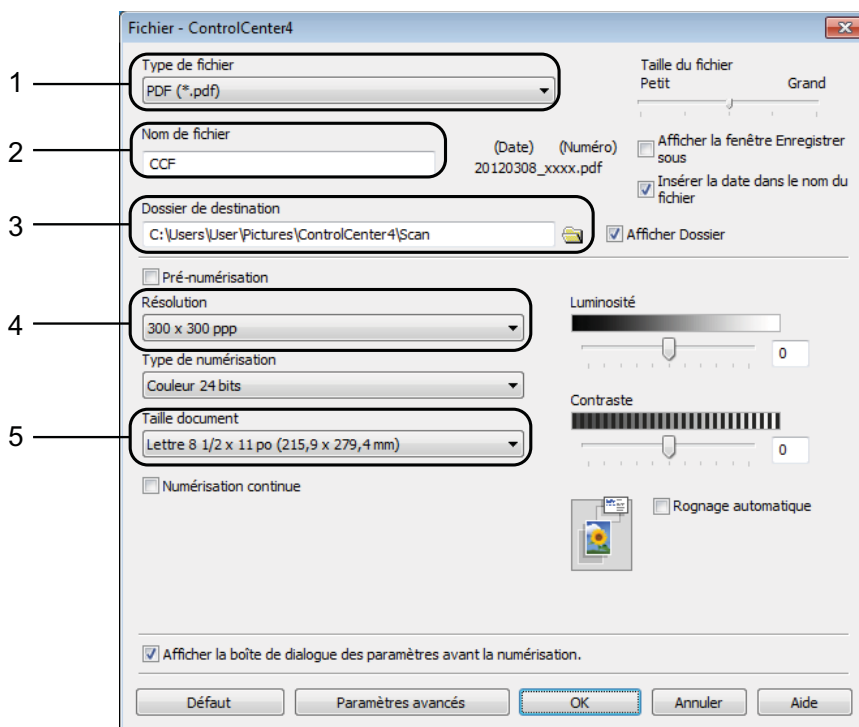 Fichier - ControlCenter4
1
Type de fichier
PDF (*.pdf)
Taille du fichier
Petit Grand
2
Nom de fichier
CCF
(Date) (Numéro)
20120308_xxxx.pdf
Afficher la fenêtre Enregistrer
sous
Insérer la date dans le nom du
fichier
3
Dossier de destination
C:\Users\User\Pictures\ControlCenter4\Scan
Afficher Dossier
Pré-numérisation
4
Résolution
300 x 300 ppp
Luminosité
0
Type de numérisation
Couleur 24 bits
Contraste
0
5
Taille document
Lettre 8 1/2 x 11 po (215,9 x 279,4 mm)
Numérisation continue
Rognage automatique
Afficher la boîte de dialogue des paramètres avant la numérisation.
Défaut Paramètres avancés OK Annuler Aide